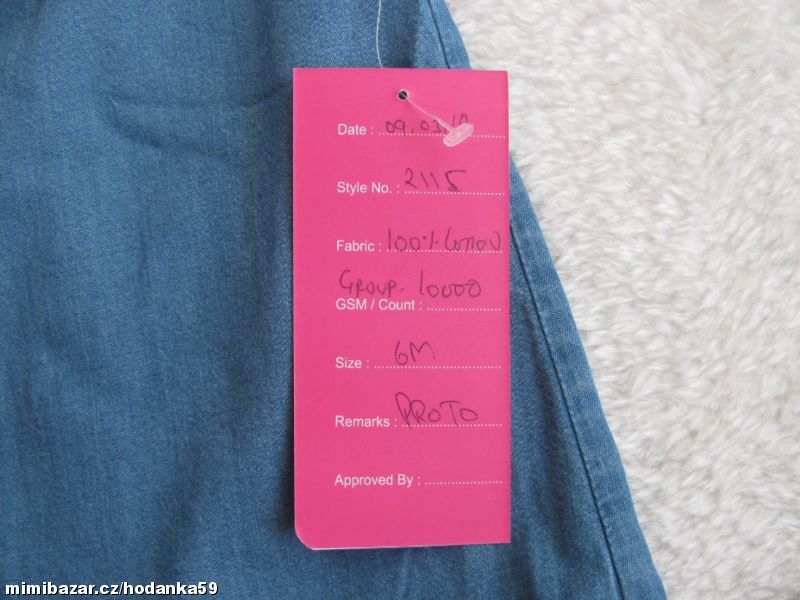 Date : 09.03.
Style No. : 2115
Fabric : 100% Cotton
Group - 10000
GSM / Count :
Size : 6M
Remarks : PROTO
Approved By :
mimibazar.cz/hodanka59